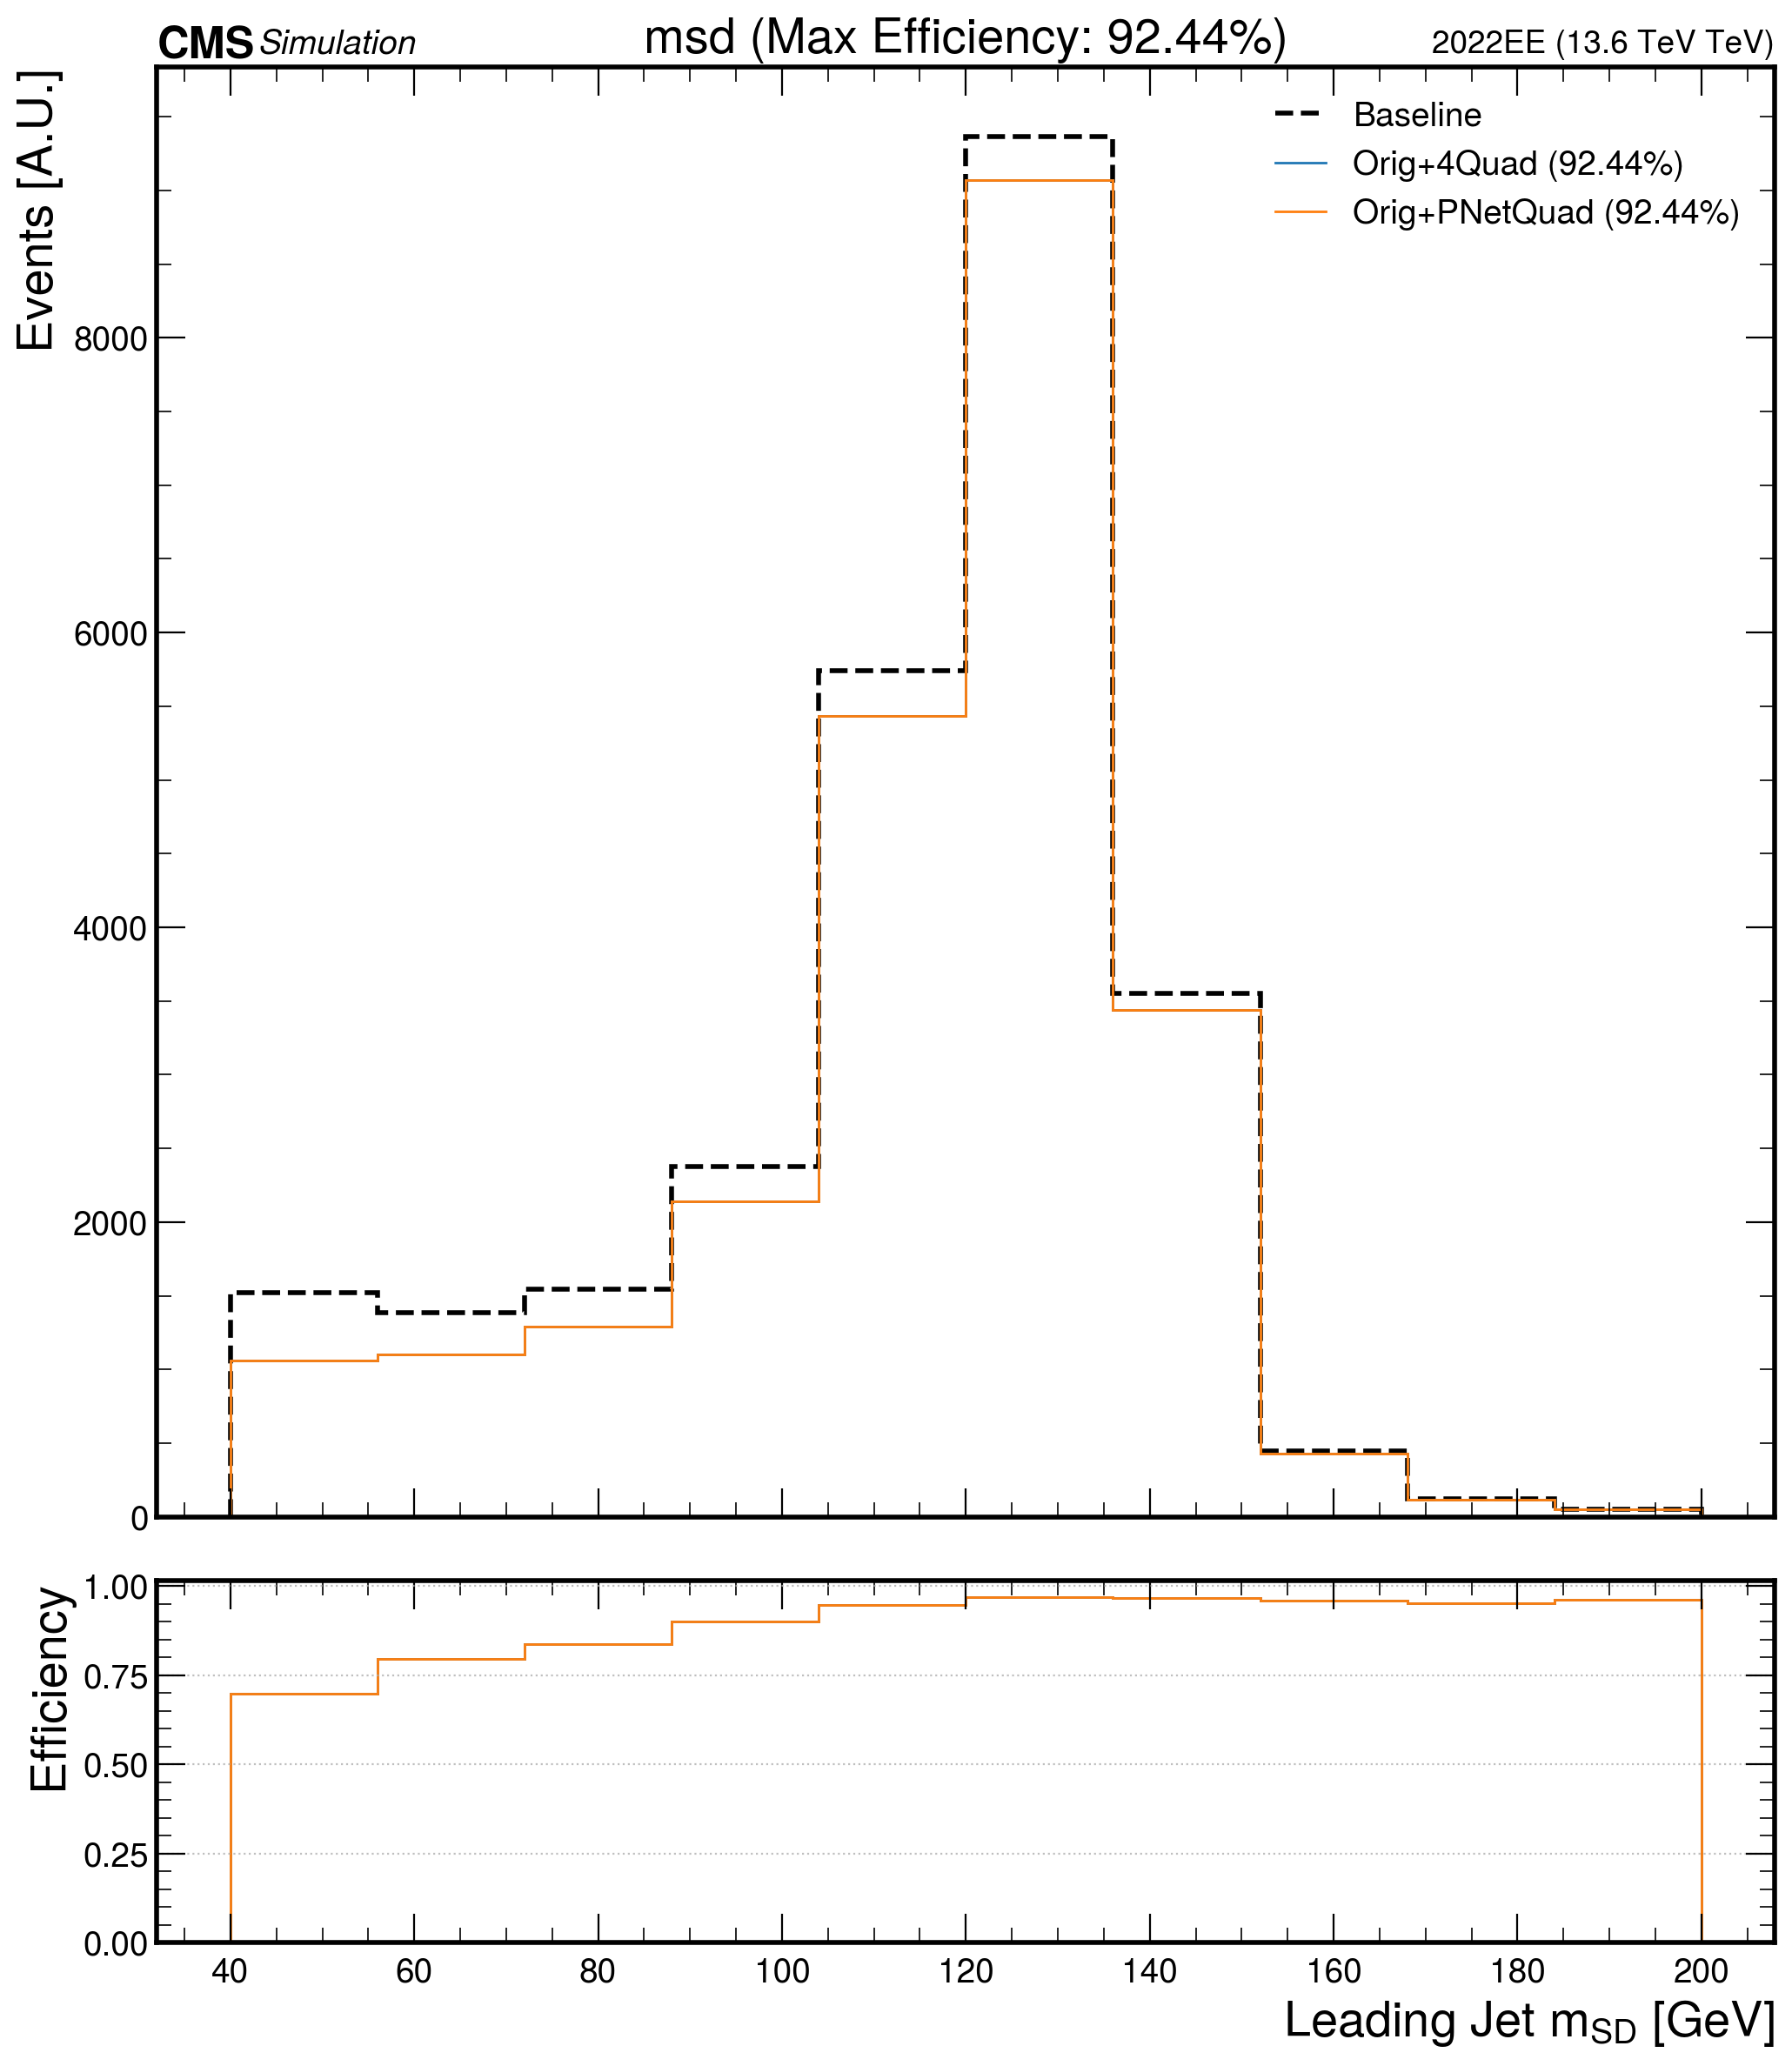 CMS Simulation msd (Max Efficiency: 92.44%) 2022EE (13.6 TeV TeV)
Events [A.U.]
Baseline
Orig+4Quad (92.44%)
Orig+PNetQuad (92.44%)
8000
6000
4000
2000
0
Efficiency
1.00
0.75
0.50
0.25
0.00
40 60 80 100 120 140 160 180 200
Leading Jet mSD [GeV]